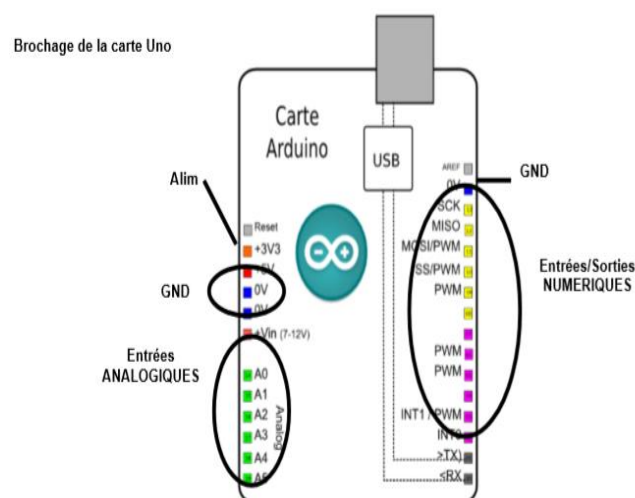 Brochage de la carte Uno
Carte
Arduino
USB
Alim
Reset
+3V3
+5V
GND
0V
0V
+Vin (7-12V)
Entrées
ANALOGIQUES
A0
A1
A2
A3
A4
A5
Analog
AREF
0V
GND
SCK
MISO
MOSI/PWM
SS/PWM
PWM
Entrées/Sorties
NUMERIQUES
PWM
PWM
INT1 / PWM
INT0
>TX)
<RX